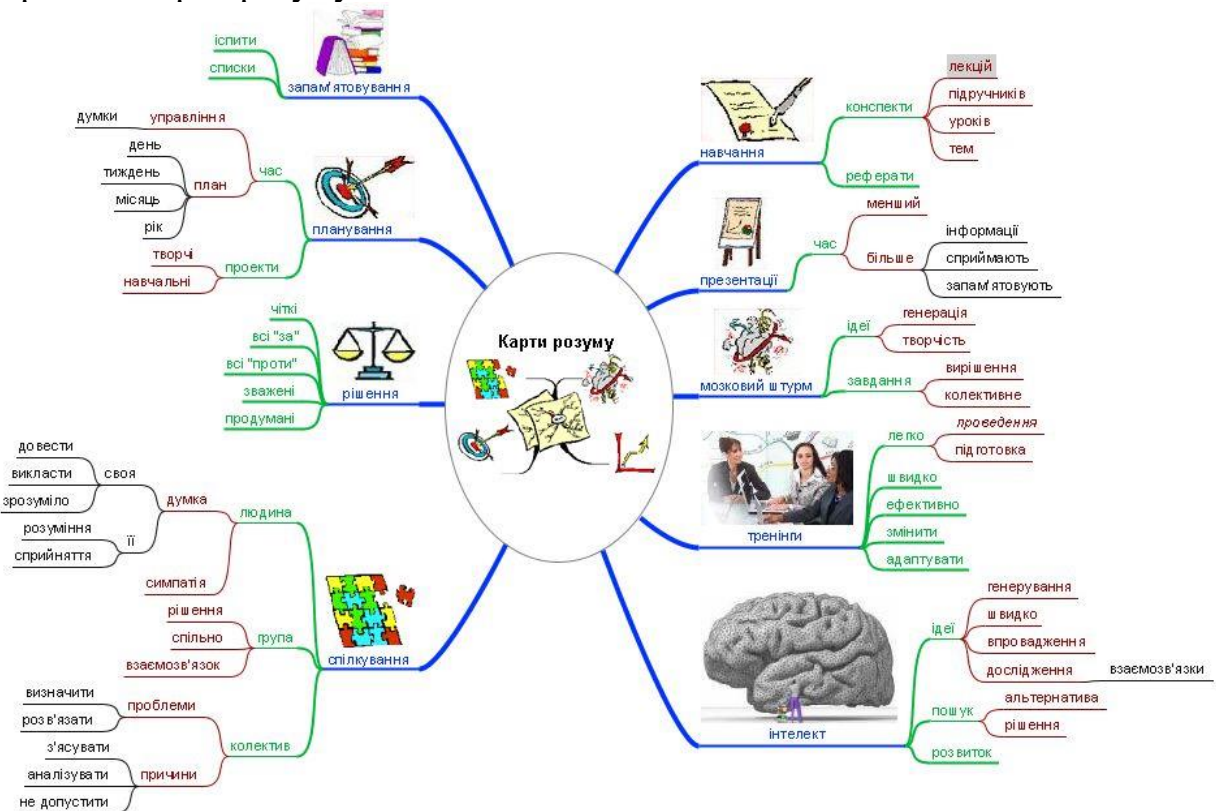 іспити
списки
запам'ятовування
думки
управління
день
тиждень
місяць
рік
план
час
творчі
навчальні
проекти
планування
чіткі
всі "за"
всі "проти"
зважені
продумані
рішення
довести
викласти
зрозуміло
своя
розуміння
сприйняття
її
думка
симпатія
людина
рішення
спільно
взаємозв'язок
група
визначити
розв'язати
проблеми
з'ясувати
аналізувати
не допустити
причини
колектив
спілкування
Карти розуму
навчання
конспекти
лекцій
підручників
уроків
тем
реферати
презентації
час
менший
більше
інформації
сприймають
запам'ятовують
мозковий штурм
ідеї
генерація
творчість
завдання
вирішення
колективне
тренінги
легко
проведення
підготовка
швидко
ефективно
змінити
адаптувати
інтелект
ідеї
генерування
швидко
впровадження
дослідження
взаємозв'язки
пошук
альтернатива
рішення
розвиток